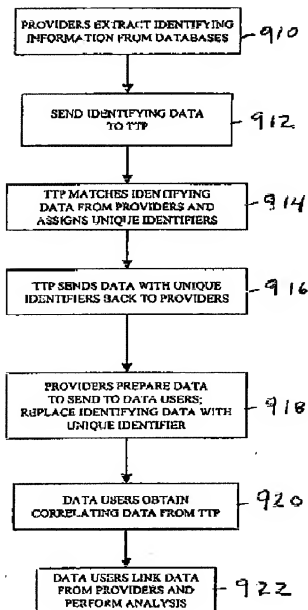 PROVIDERS EXTRACT IDENTIFYING
INFORMATION FROM DATABASES
910
SEND IDENTIFYING DATA
TO TTP
912
TTP MATCHES IDENTIFYING
DATA FROM PROVIDERS AND
ASSIGNS UNIQUE IDENTIFIERS
914
TTP SENDS DATA WITH UNIQUE
IDENTIFIERS BACK TO PROVIDERS
916
PROVIDERS PREPARE DATA
TO SEND TO DATA USERS;
REPLACE IDENTIFYING DATA WITH
UNIQUE IDENTIFIER
918
DATA USERS OBTAIN
CORRELATING DATA FROM TTP
920
DATA USERS LINK DATA
FROM PROVIDERS AND
PERFORM ANALYSIS
922